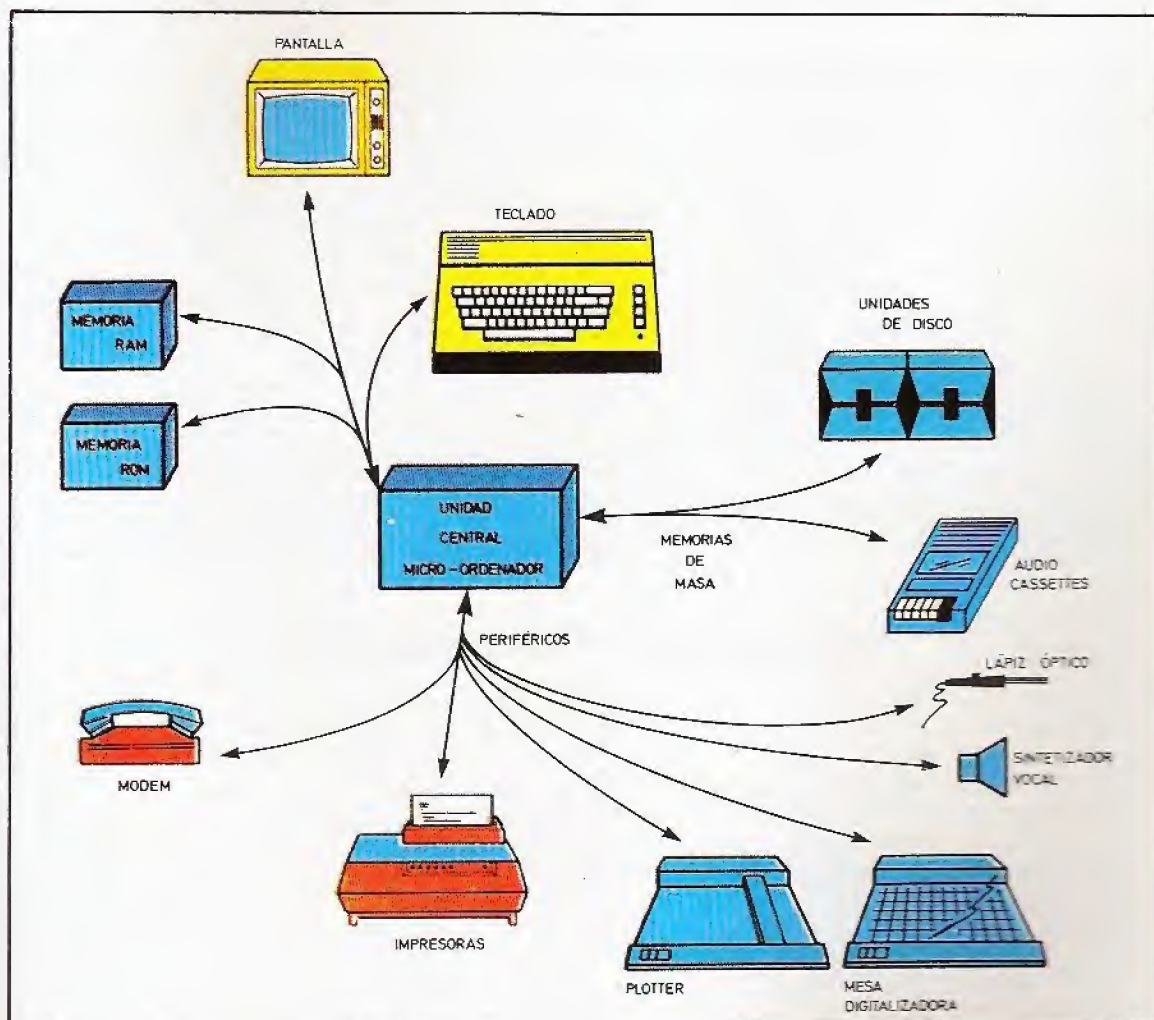 PANTALLA
TECLADO
UNIDADES
DE DISCO
MEMORIA
RAM
MEMORIA
ROM
UNIDAD
CENTRAL
MICRO-ORDENADOR
MEMORIAS
DE
MASA
AUDIO
CASSETTES
PERIFÉRICOS
LÁPIZ ÓPTICO
MODEM
SINTETIZADOR
VOCAL
IMPRESORAS
PLOTTER
MESA
DIGITALIZADORA